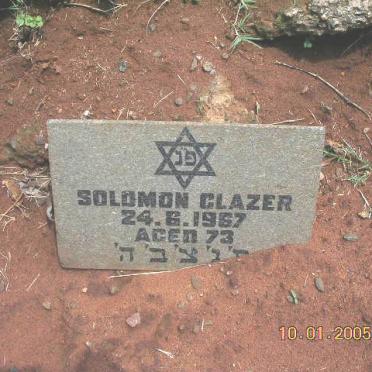 פ"נ
SOLOMON GLAZER
24.6.1967
AGED 73
ת' נ' צ' ב' ה'
10.01.2005